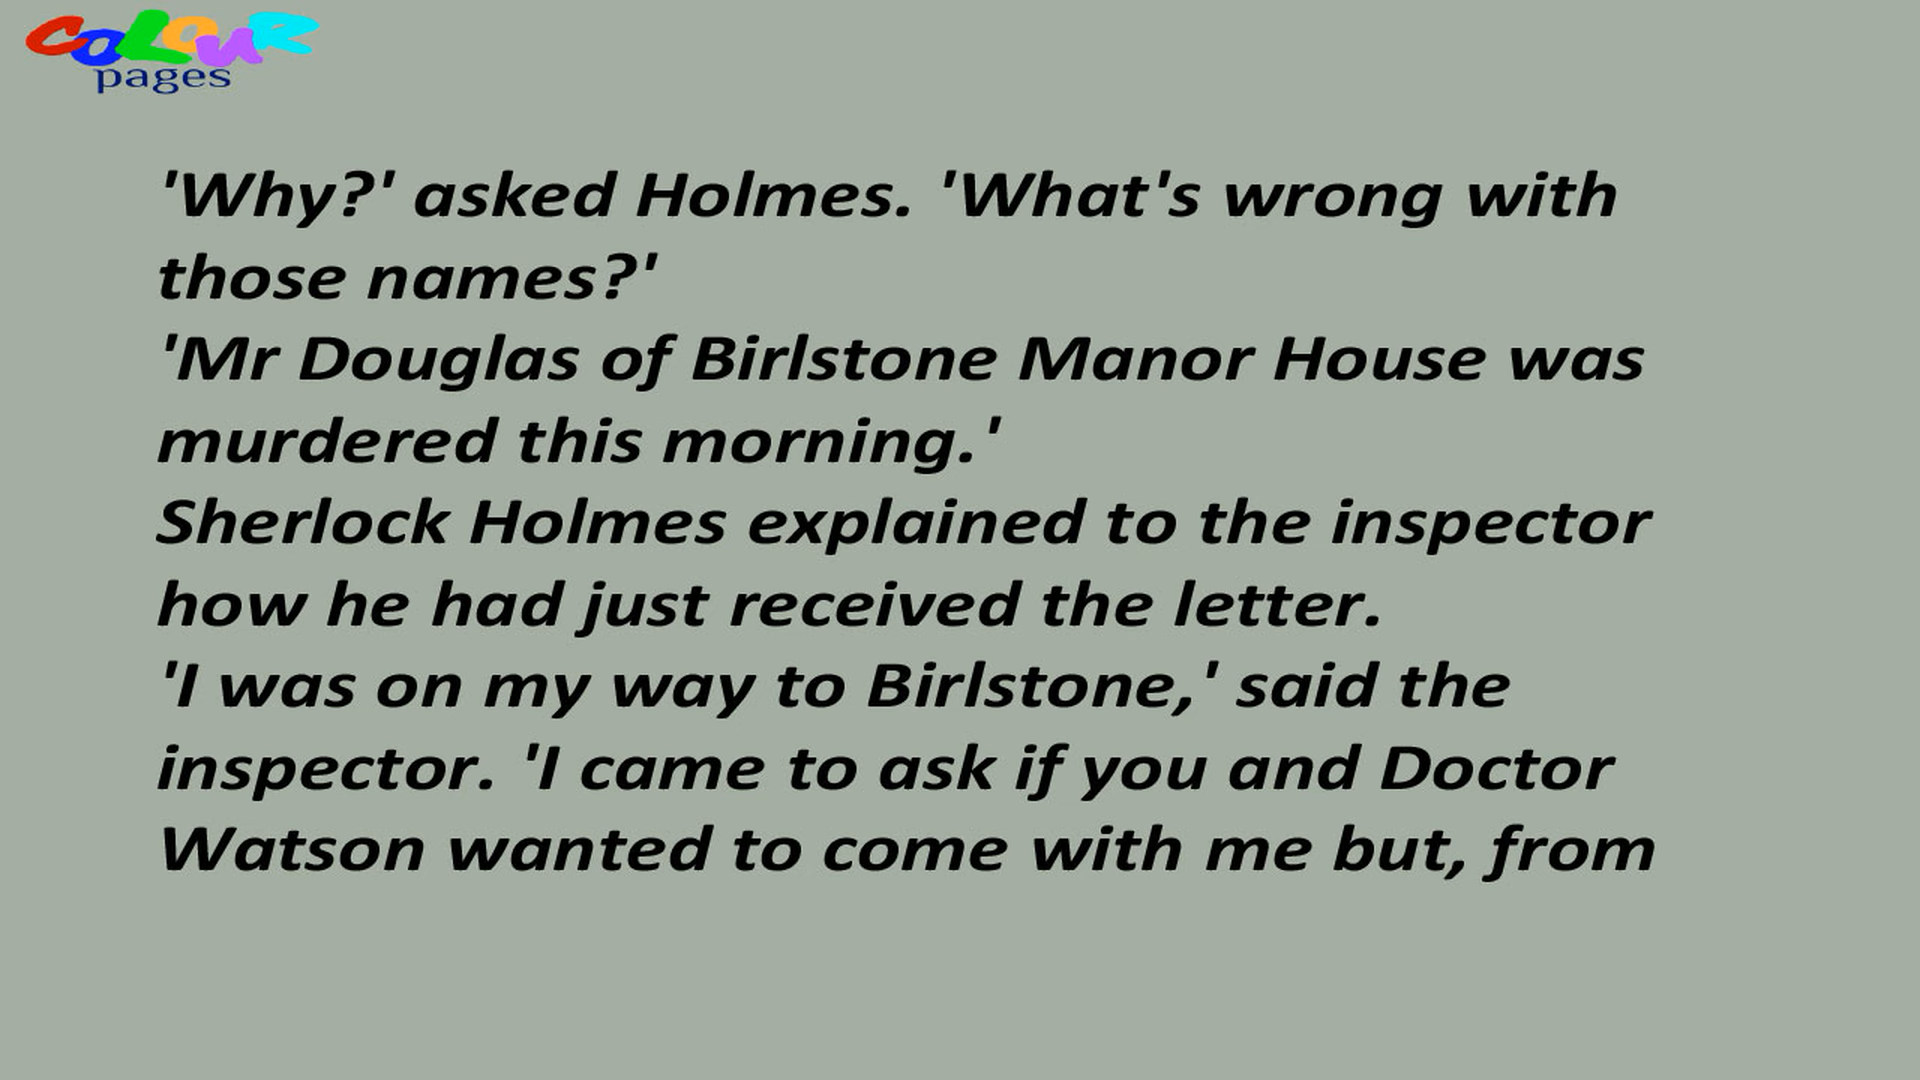 COLOUR
pages
'Why?' asked Holmes. 'What's wrong with
those names?'
'Mr Douglas of Birlstone Manor House was
murdered this morning.'
Sherlock Holmes explained to the inspector
how he had just received the letter.
'I was on my way to Birlstone,' said the
inspector. 'I came to ask if you and Doctor
Watson wanted to come with me but, from